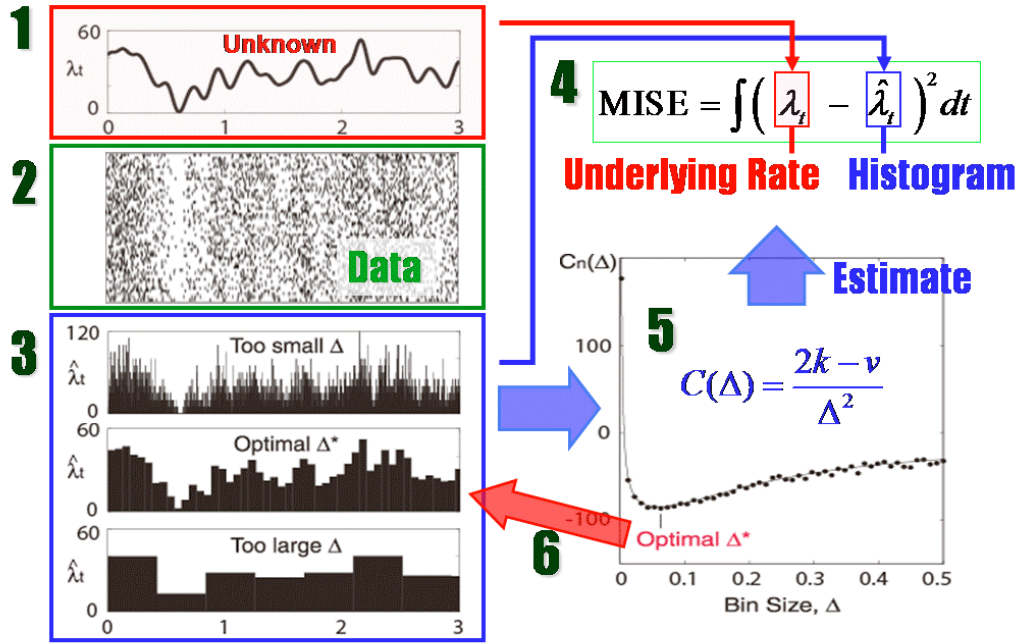 1
60
Unknown
λt
0
0 1 2 3
2
Data
3
120
Too small Δ
λ̂t
0
60
Optimal Δ*
λ̂t
0
60
Too large Δ
λ̂t
0
0 1 2 3
4
MISE = ∫( λt − λ̂t )² dt
Underlying Rate Histogram
Estimate
Cn(Δ)
5
100
C(Δ) = (2k − v) / Δ²
0
-100
Optimal Δ*
6
0 0.1 0.2 0.3 0.4 0.5
Bin Size, Δ